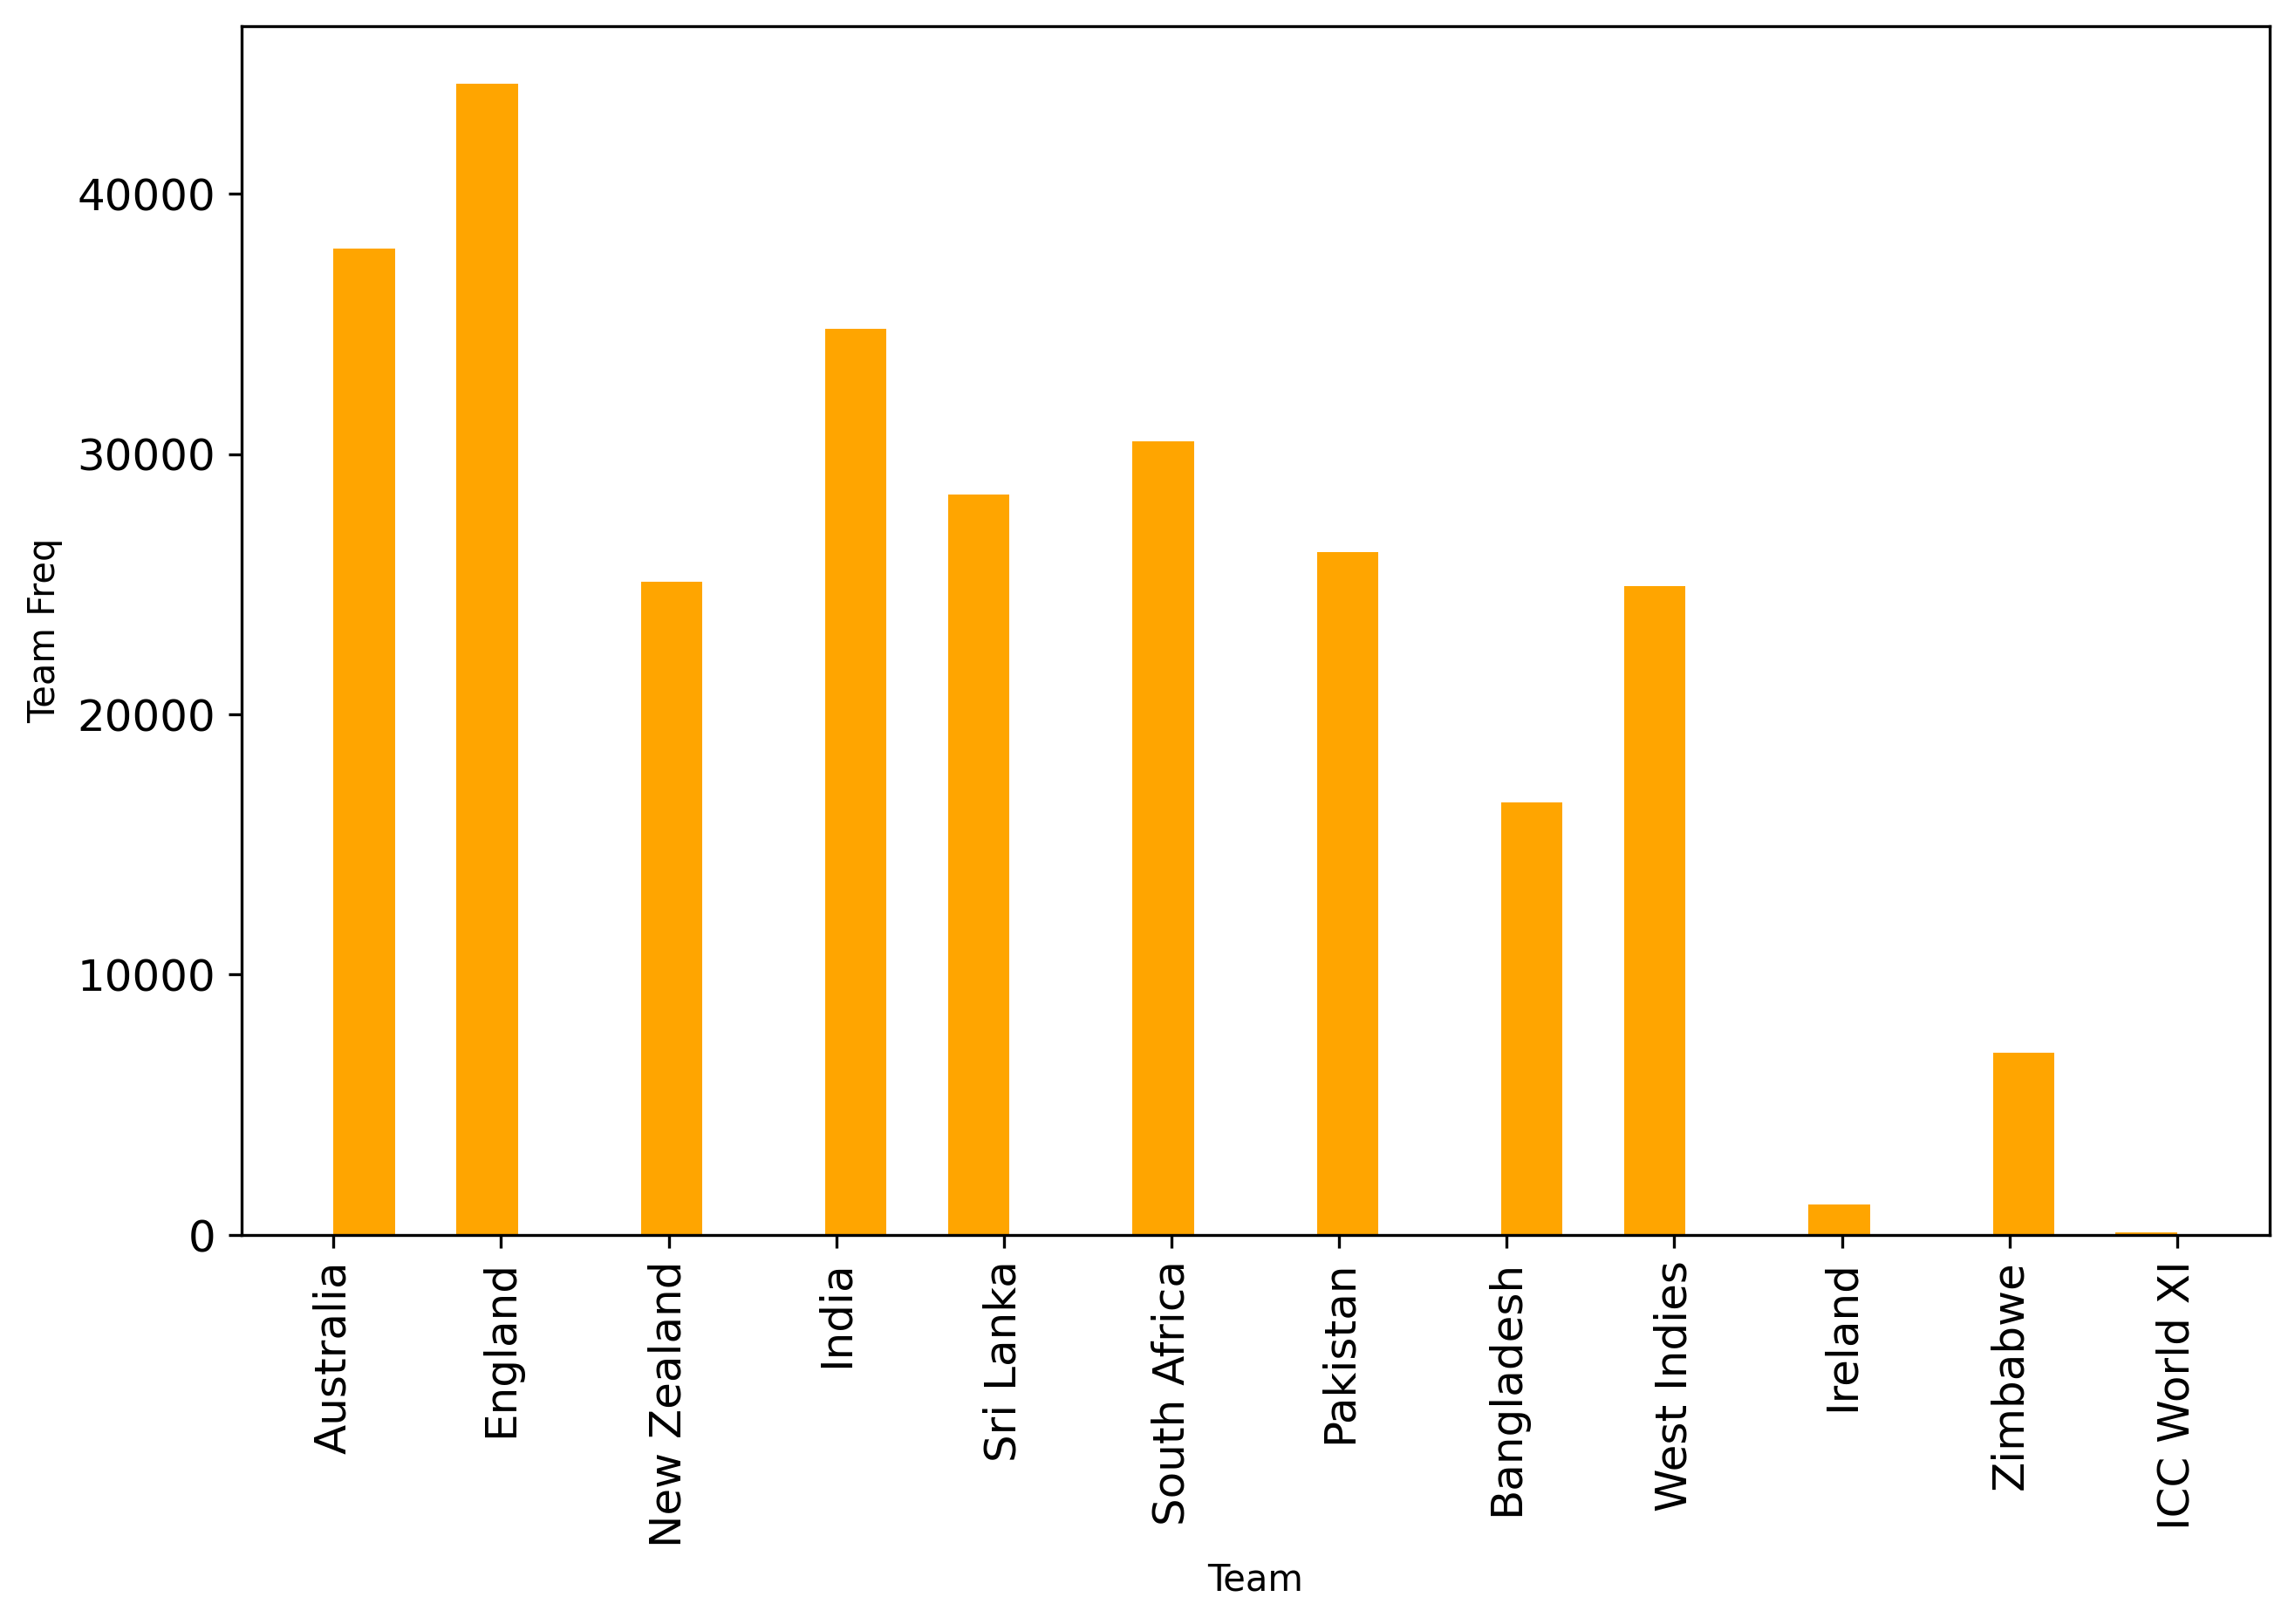 Team Freq
40000
30000
20000
10000
0
Australia
England
New Zealand
India
Sri Lanka
South Africa
Pakistan
Bangladesh
West Indies
Ireland
Zimbabwe
ICC World XI
Team